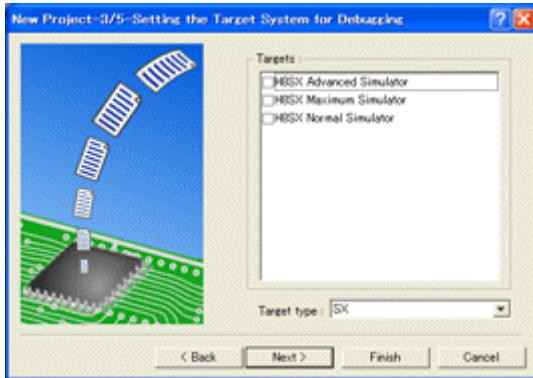 New Project-3/5-Setting the Target System for Debugging
Targets :
H8SX Advanced Simulator
H8SX Maximum Simulator
H8SX Normal Simulator
Target type : SX
< Back Next > Finish Cancel